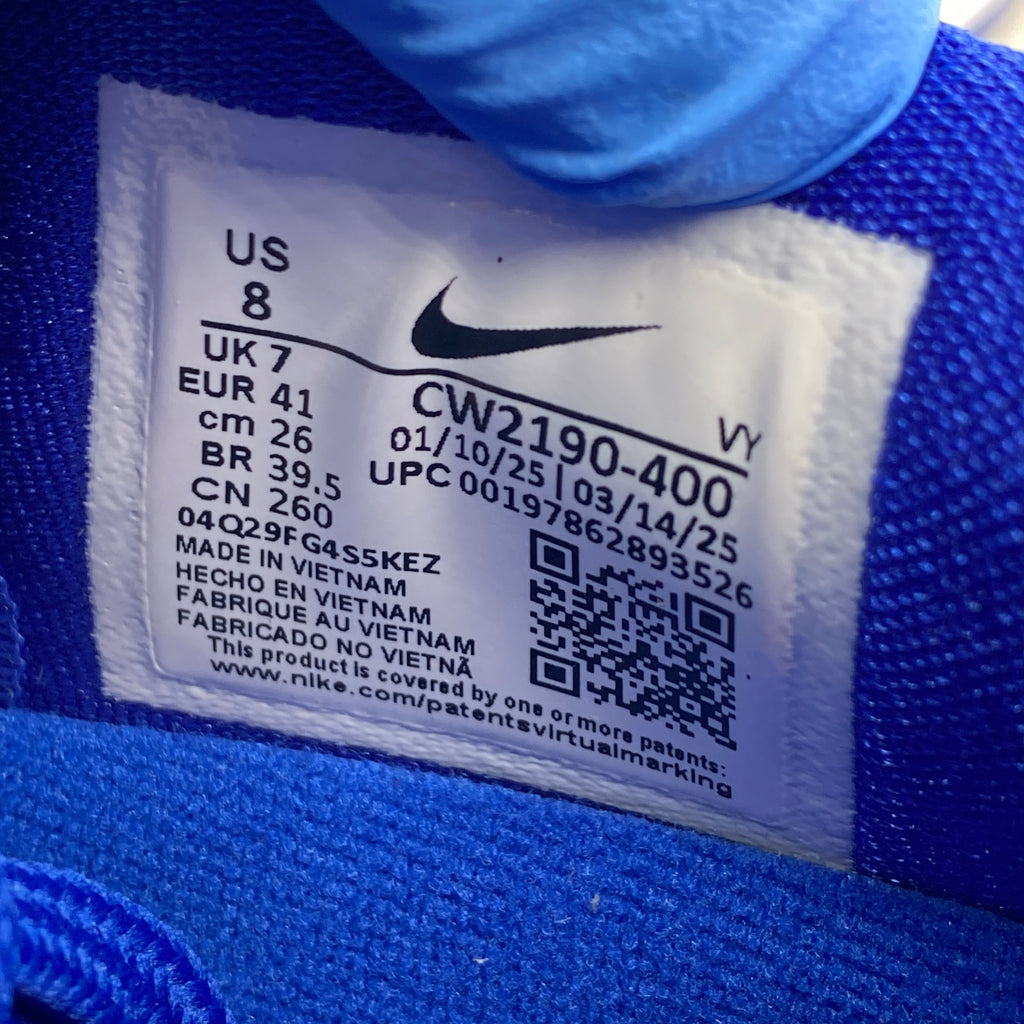 US
8
UK 7
EUR 41
cm 26
BR 39.5
CN 260
VY
CW2190-400
01/10/25 | 03/14/25
UPC 00197862893526
04Q29FG4S5KEZ
MADE IN VIETNAM
HECHO EN VIETNAM
FABRIQUE AU VIETNAM
FABRICADO NO VIETNÃ
This product is covered by one or more patents:
www.nike.com/patentsvirtualmarking